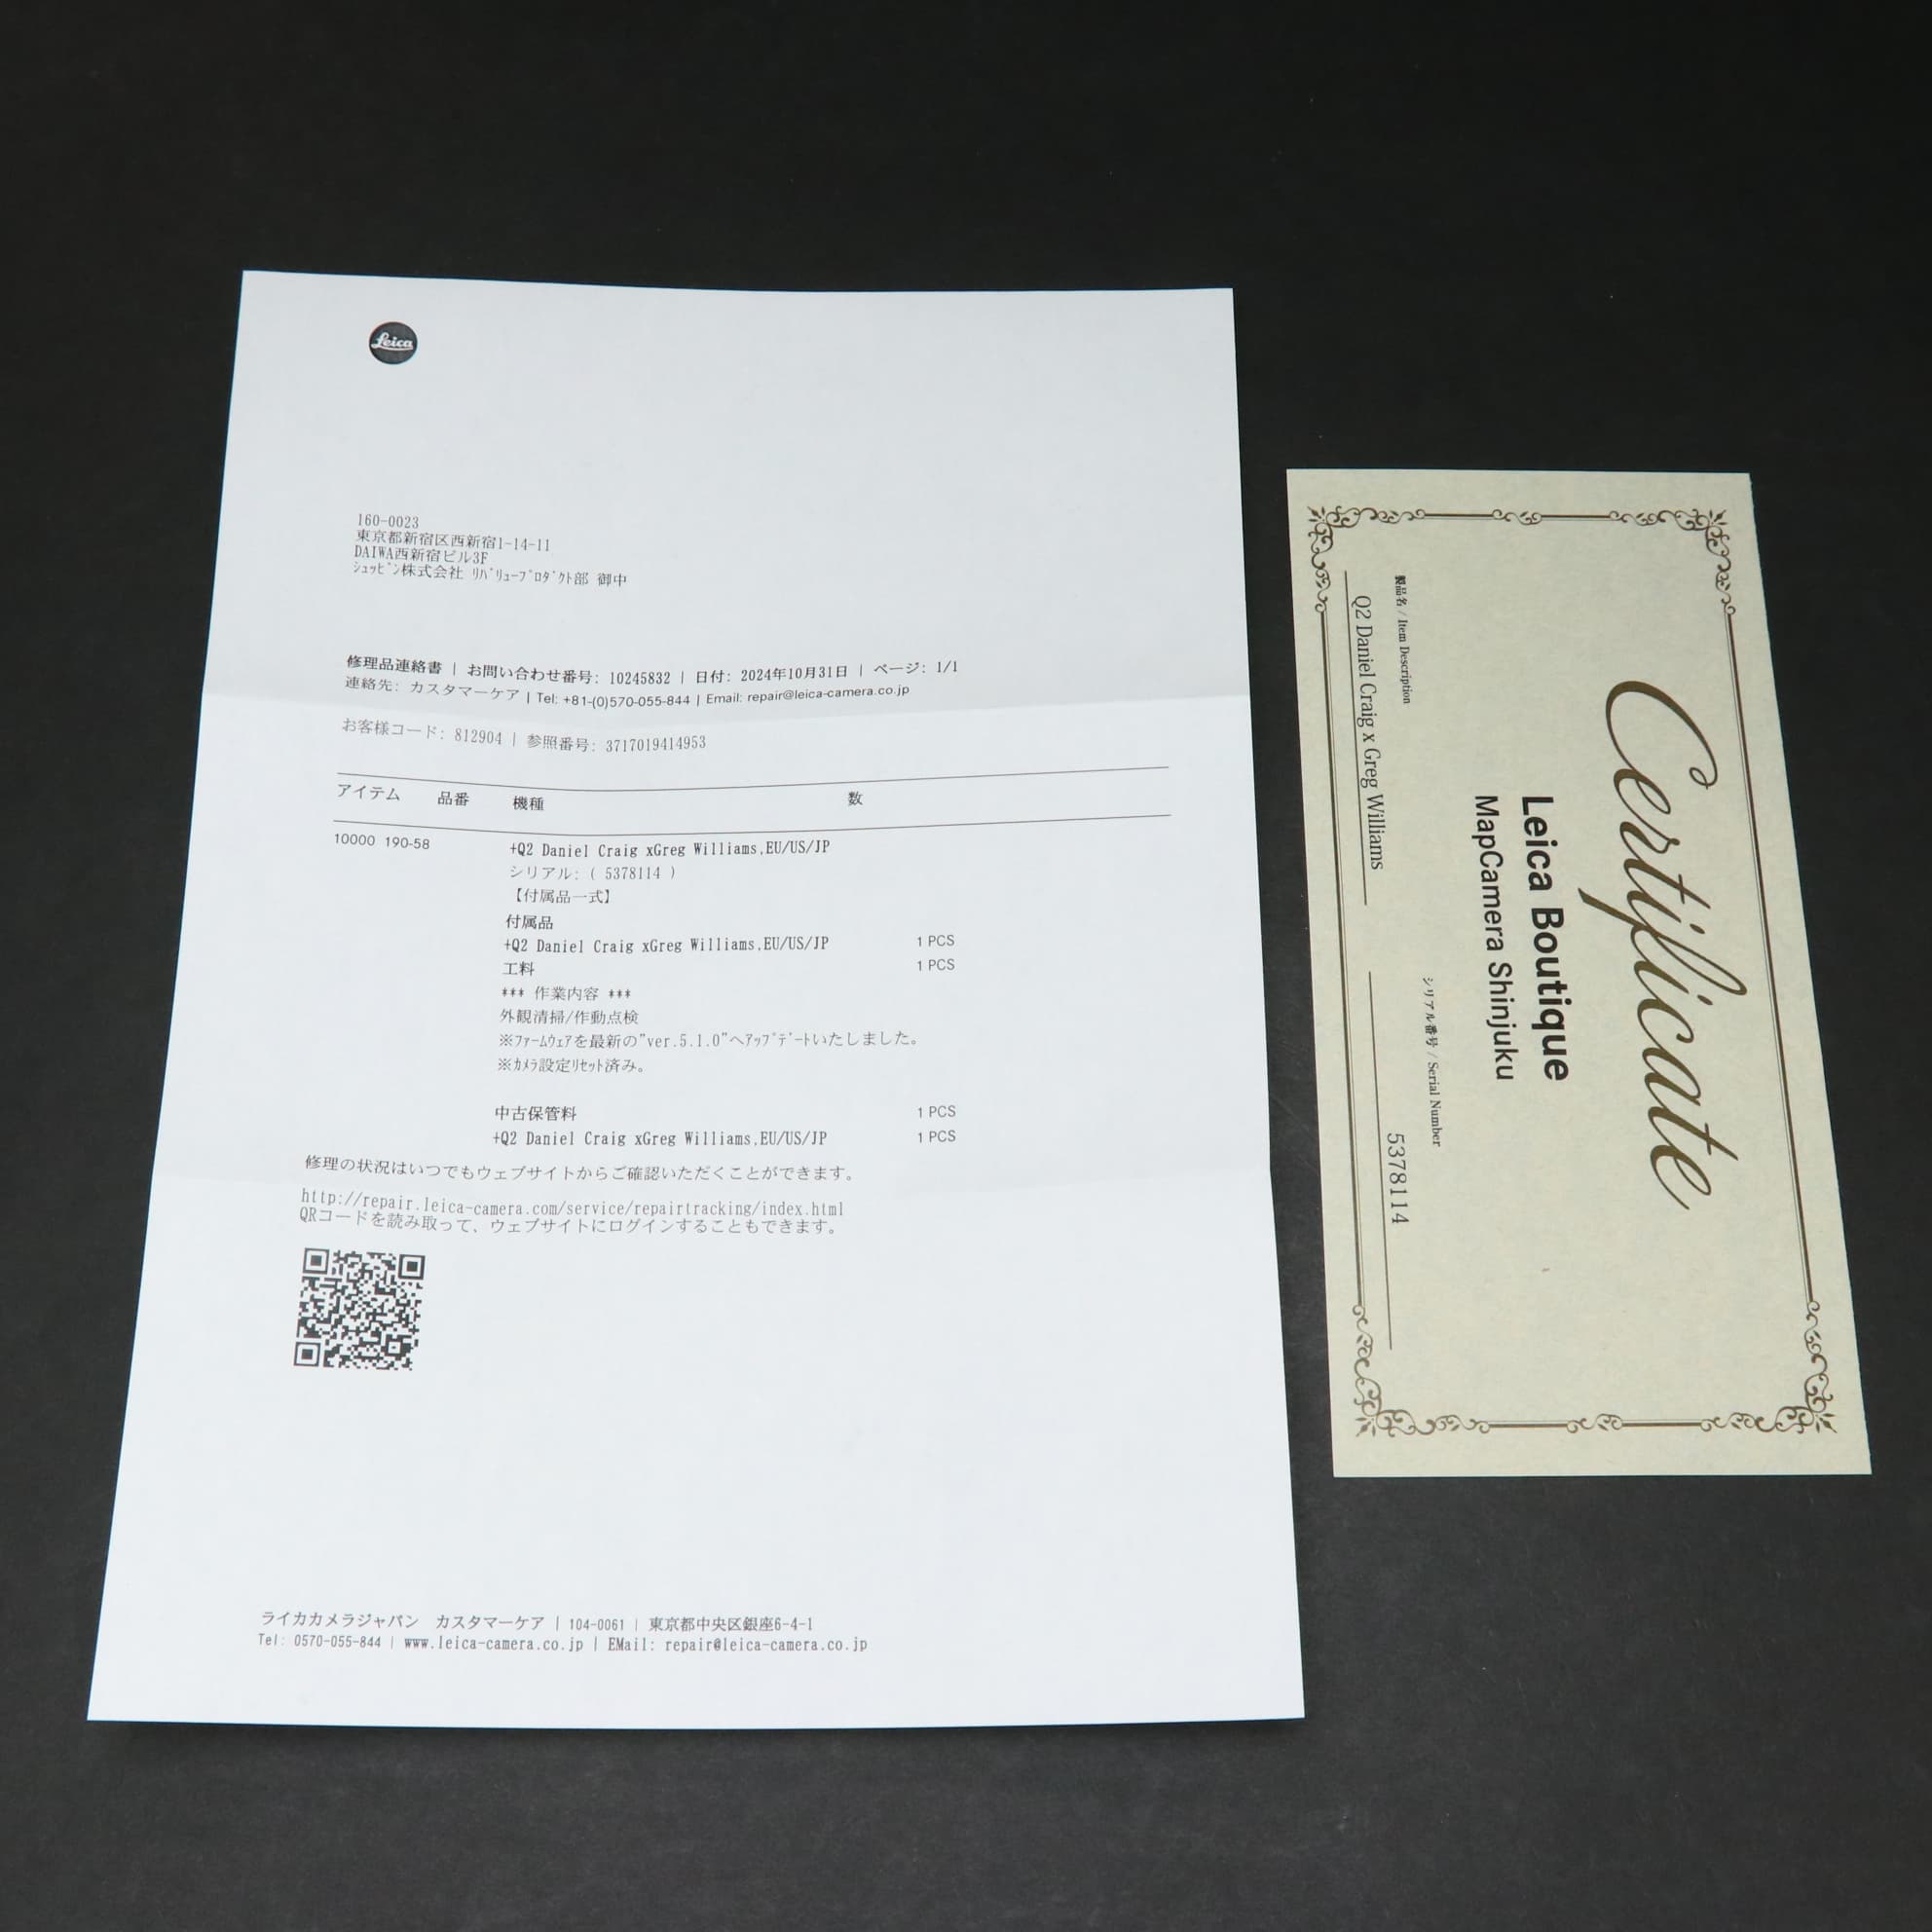 Leica
160-0023
東京都新宿区西新宿1-14-11
DAIWA西新宿ビル3F
ｼｭｯﾋﾟﾝ株式会社 ﾘﾊﾞﾘｭｰﾌﾟﾛﾀﾞｸﾄ部 御中
修理品連絡書 | お問い合わせ番号: 10245832 | 日付: 2024年10月31日 | ページ: 1/1
連絡先: カスタマーケア | Tel: +81-(0)570-055-844 | Email: repair@leica-camera.co.jp
お客様コード: 812904 | 参照番号: 3717019414953
アイテム 品番 機種 数
10000 190-58 +Q2 Daniel Craig xGreg Williams,EU/US/JP
シリアル: ( 5378114 )
【付属品一式】
付属品
+Q2 Daniel Craig xGreg Williams,EU/US/JP 1 PCS
工料 1 PCS
*** 作業内容 ***
外観清掃/作動点検
※ﾌｧｰﾑｳｪｱを最新の"ver.5.1.0"へｱｯﾌﾟﾃﾞｰﾄいたしました。
※ｶﾒﾗ設定ﾘｾｯﾄ済み。
中古保管料 1 PCS
+Q2 Daniel Craig xGreg Williams,EU/US/JP 1 PCS
修理の状況はいつでもウェブサイトからご確認いただくことができます。
http://repair.leica-camera.com/service/repairtracking/index.html
QRコードを読み取って、ウェブサイトにログインすることもできます。
ライカカメラジャパン カスタマーケア | 104-0061 | 東京都中央区銀座6-4-1
Tel: 0570-055-844 | www.leica-camera.co.jp | EMail: repair@leica-camera.co.jp
Certificate
Leica Boutique
MapCamera Shinjuku
製品名 / Item Description
Q2 Daniel Craig x Greg Williams
シリアル番号 / Serial Number
5378114